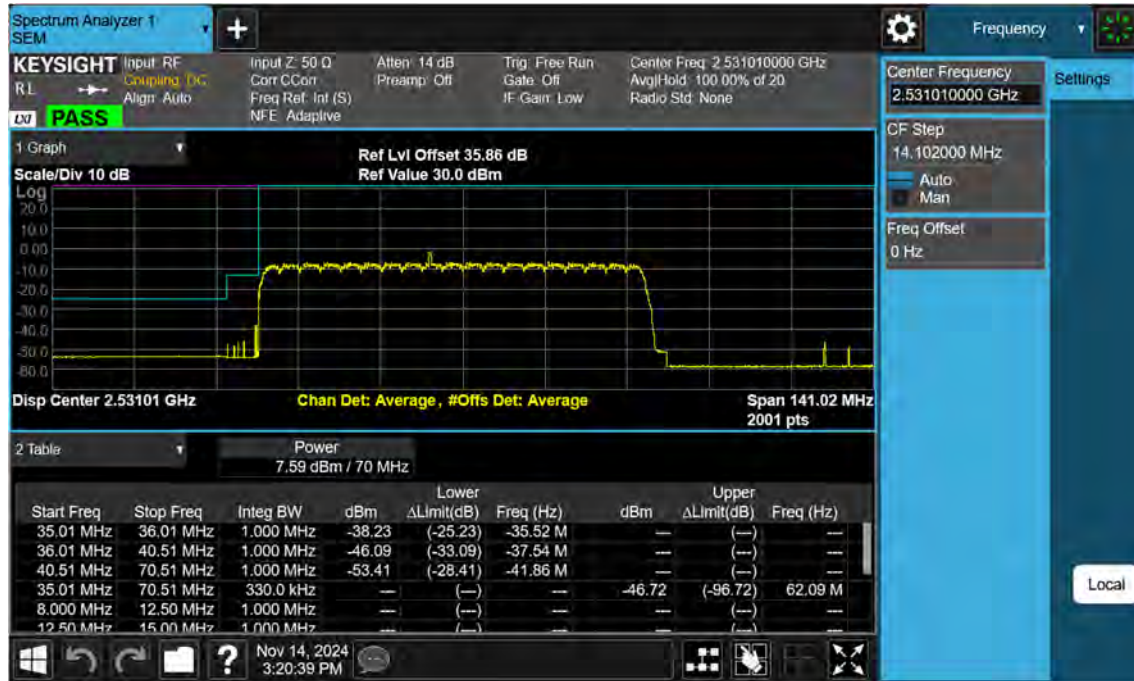 Spectrum Analyzer 1
SEM
Frequency
KEYSIGHT
Input: RF
Coupling: DC
Align: Auto
Input Z: 50 Ω
Corr CCorr
Freq Ref: Int (S)
NFE: Adaptive
Atten: 14 dB
Preamp: Off
Trig: Free Run
Gate: Off
IF Gain: Low
Center Freq: 2.531010000 GHz
Avg|Hold: 100.00% of 20
Radio Std: None
RL
LXI
PASS
Center Frequency
2.531010000 GHz
Settings
CF Step
14.102000 MHz
Auto
Man
Freq Offset
0 Hz
1 Graph
Scale/Div 10 dB
Ref Lvl Offset 35.86 dB
Ref Value 30.0 dBm
Log
20.0
10.0
0.00
-10.0
-20.0
-30.0
-40.0
-50.0
-60.0
Disp Center 2.53101 GHz
Chan Det: Average, #Offs Det: Average
Span 141.02 MHz
2001 pts
2 Table
Power
7.59 dBm / 70 MHz
Lower Upper
Start Freq Stop Freq Integ BW dBm ΔLimit(dB) Freq (Hz) dBm ΔLimit(dB) Freq (Hz)
35.01 MHz 36.01 MHz 1.000 MHz -38.23 (-25.23) -35.52 M --- (---) ---
36.01 MHz 40.51 MHz 1.000 MHz -46.09 (-33.09) -37.54 M --- (---) ---
40.51 MHz 70.51 MHz 1.000 MHz -53.41 (-28.41) -41.86 M --- (---) ---
35.01 MHz 70.51 MHz 330.0 kHz --- (---) --- -46.72 (-96.72) 62.09 M
8.000 MHz 12.50 MHz 1.000 MHz --- (---) --- --- (---) ---
12.50 MHz 15.00 MHz 1.000 MHz --- (---) --- --- (---) ---
Local
?
Nov 14, 2024
3:20:39 PM